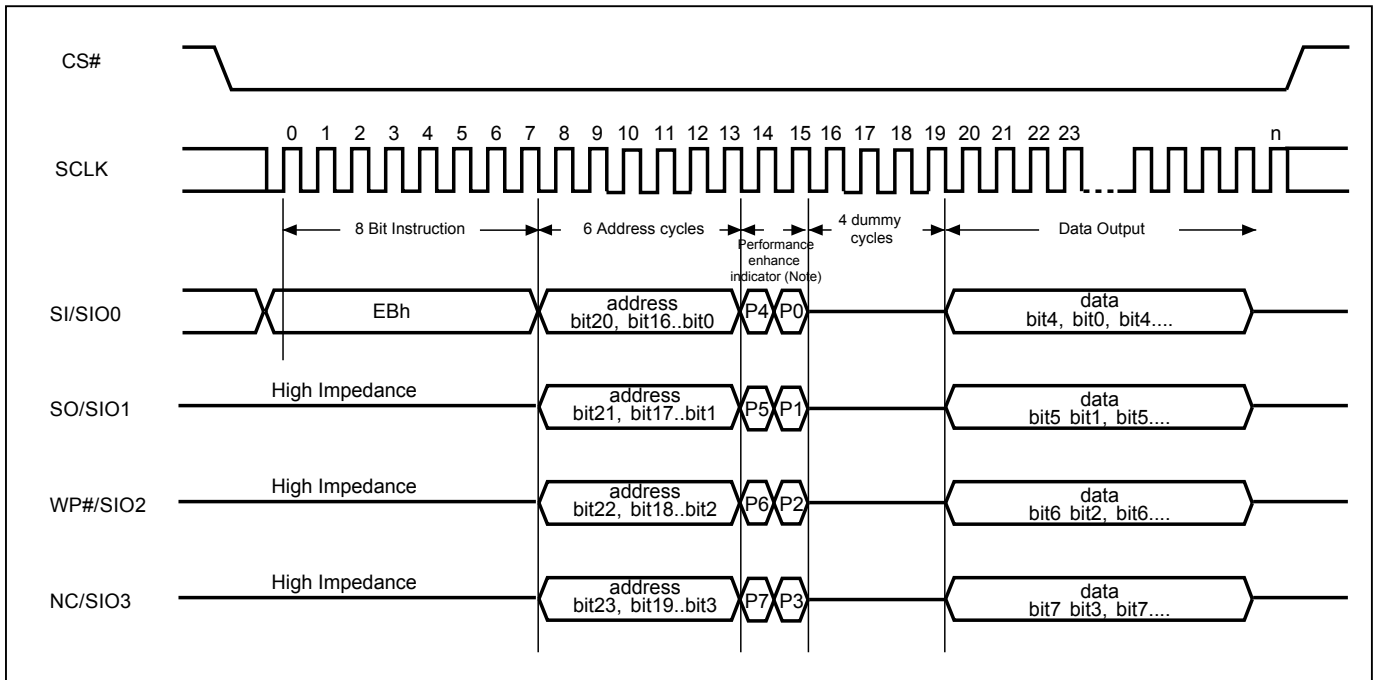 CS#
0 1 2 3 4 5 6 7 8 9 10 11 12 13 14 15 16 17 18 19 20 21 22 23 n
SCLK
8 Bit Instruction
6 Address cycles
Performance
enhance
indicator (Note)
4 dummy
cycles
Data Output
SI/SIO0
EBh
address
bit20, bit16..bit0
P4 P0
data
bit4, bit0, bit4....
SO/SIO1
High Impedance
address
bit21, bit17..bit1
P5 P1
data
bit5 bit1, bit5....
WP#/SIO2
High Impedance
address
bit22, bit18..bit2
P6 P2
data
bit6 bit2, bit6....
NC/SIO3
High Impedance
address
bit23, bit19..bit3
P7 P3
data
bit7 bit3, bit7....